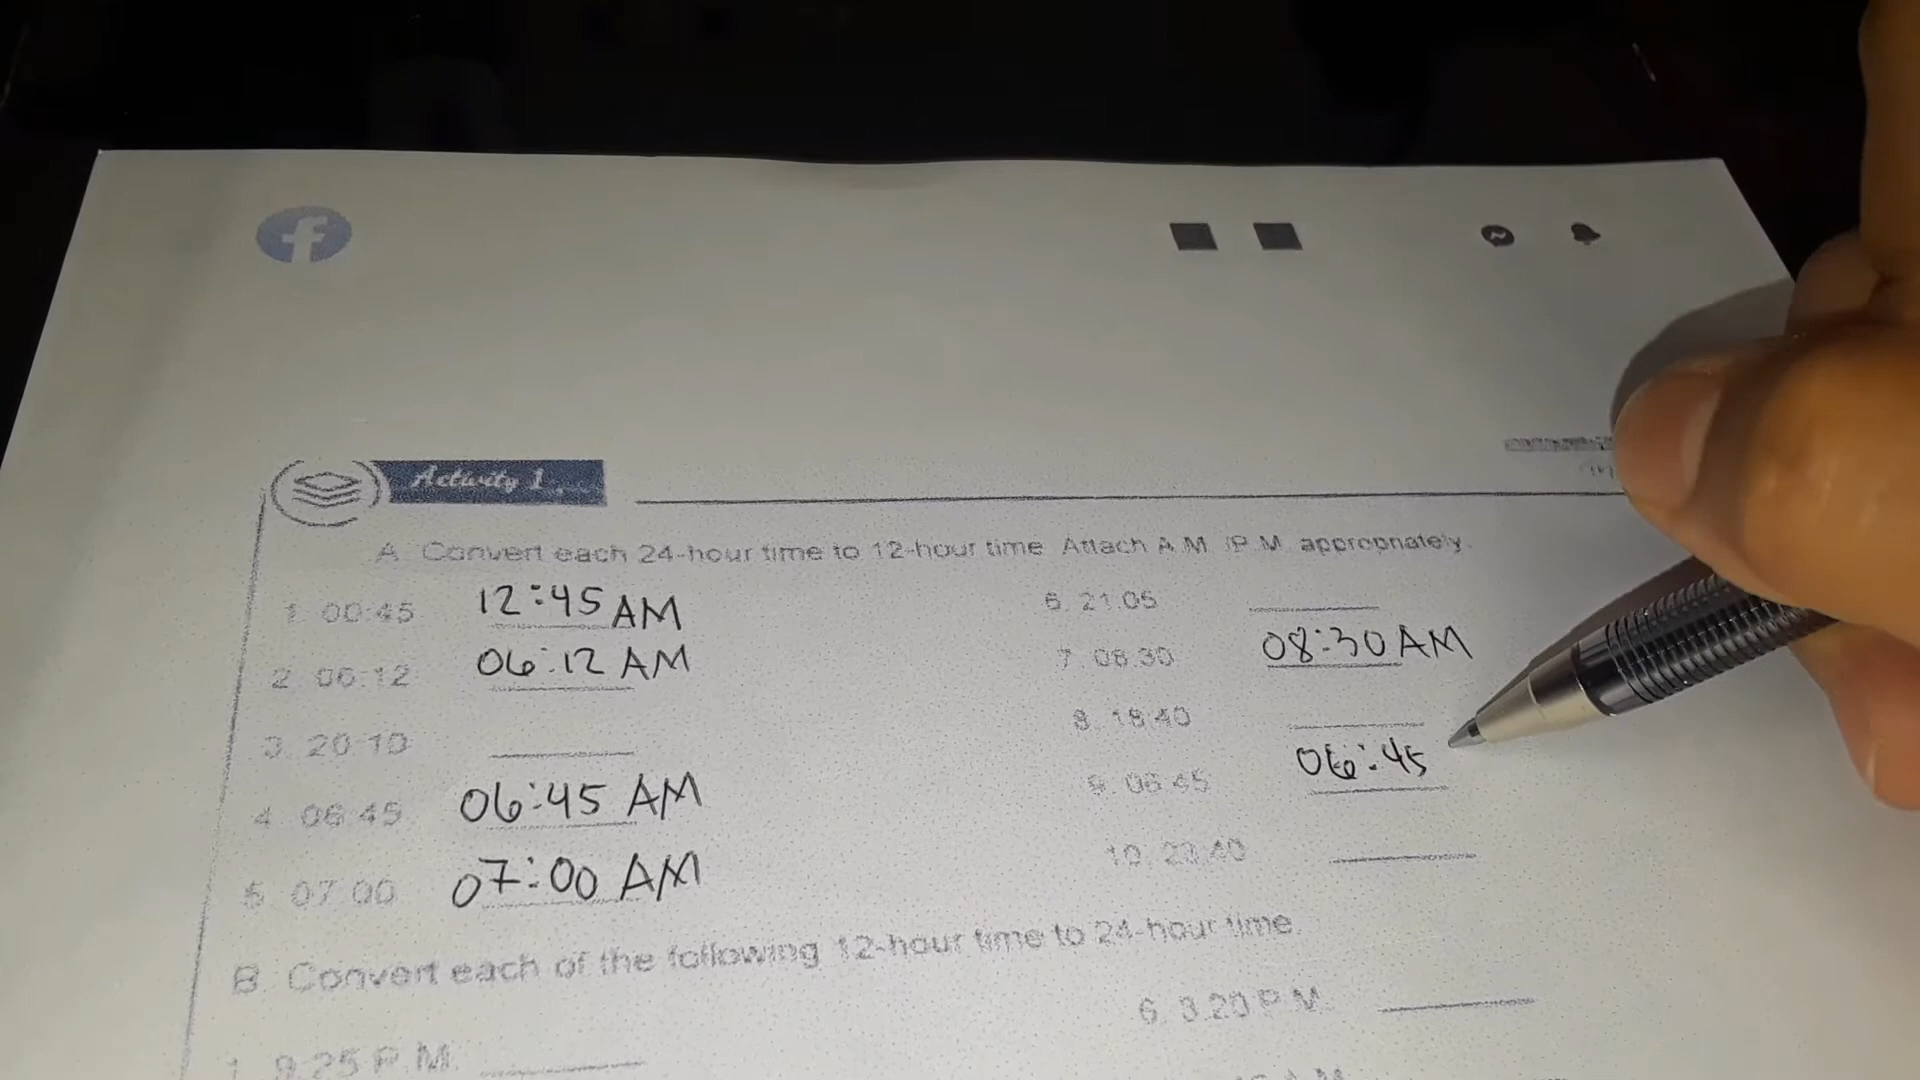 f
Activity 1
A. Convert each 24-hour time to 12-hour time. Attach A.M./P.M. appropriately.
1. 00:45 12:45 AM
2. 06:12 06:12 AM
3. 20:10
4. 06:45 06:45 AM
5. 07:00 07:00 AM
6. 21:05
7. 08:30 08:30 AM
8. 18:40
9. 06:45 06:45
10. 23:40
B. Convert each of the following 12-hour time to 24-hour time.
1. 9:25 P.M.
6. 3:20 P.M.